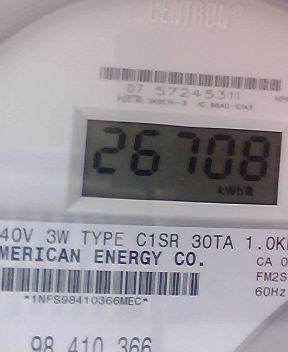 CENTRON®
07 57245311
26708
kWh
40V 3W TYPE C1SR 30TA 1.0K
MERICAN ENERGY CO.
CA 0
FM2S
60Hz
*1NFS98410366MEC*
98 410 366